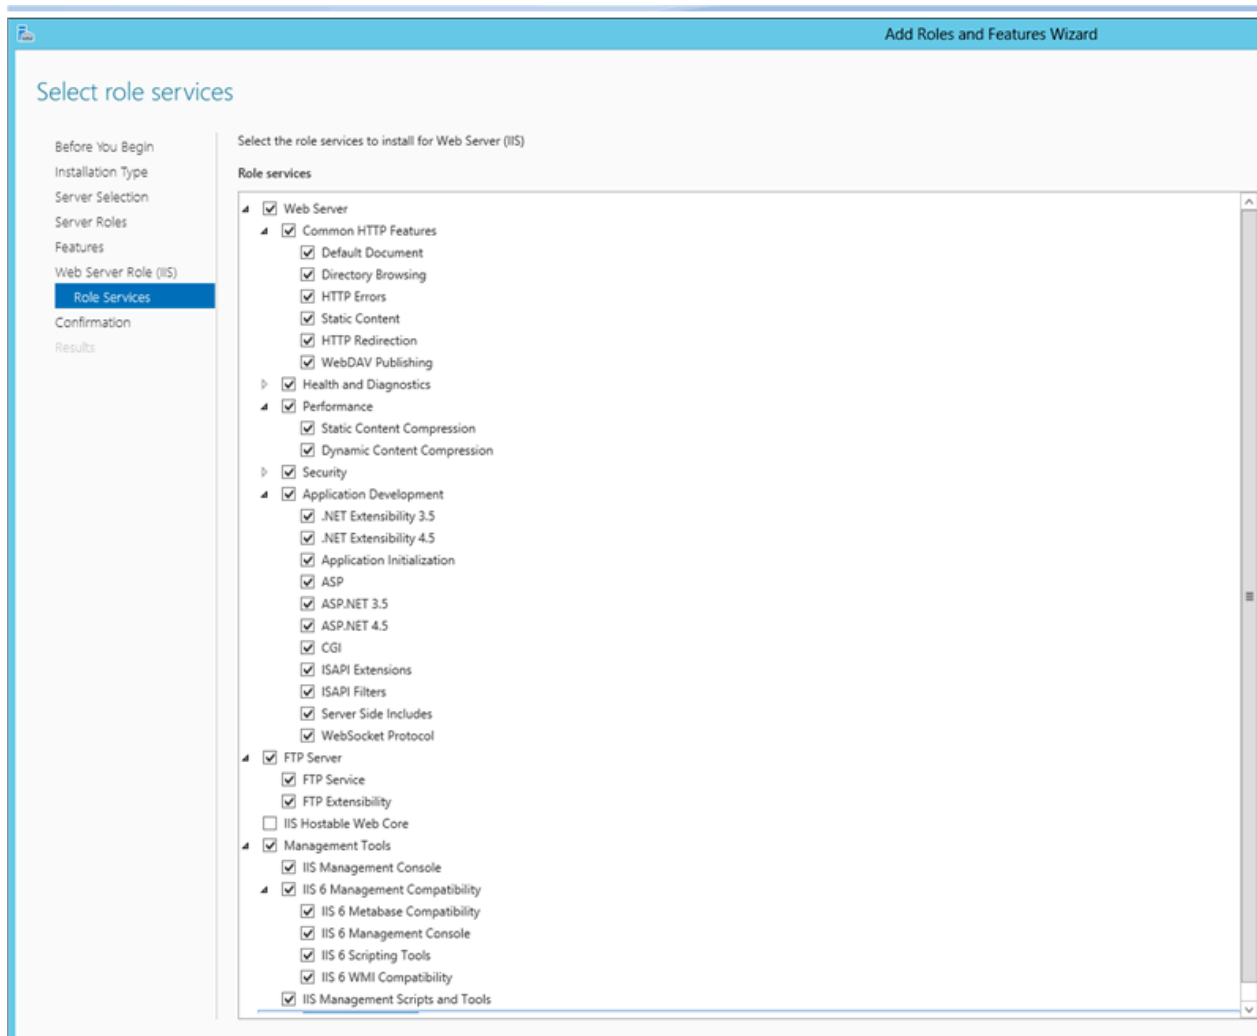 Add Roles and Features Wizard
Select role services
Before You Begin
Installation Type
Server Selection
Server Roles
Features
Web Server Role (IIS)
Role Services
Confirmation
Results
Select the role services to install for Web Server (IIS)
Role services
Web Server
Common HTTP Features
Default Document
Directory Browsing
HTTP Errors
Static Content
HTTP Redirection
WebDAV Publishing
Health and Diagnostics
Performance
Static Content Compression
Dynamic Content Compression
Security
Application Development
.NET Extensibility 3.5
.NET Extensibility 4.5
Application Initialization
ASP
ASP.NET 3.5
ASP.NET 4.5
CGI
ISAPI Extensions
ISAPI Filters
Server Side Includes
WebSocket Protocol
FTP Server
FTP Service
FTP Extensibility
IIS Hostable Web Core
Management Tools
IIS Management Console
IIS 6 Management Compatibility
IIS 6 Metabase Compatibility
IIS 6 Management Console
IIS 6 Scripting Tools
IIS 6 WMI Compatibility
IIS Management Scripts and Tools